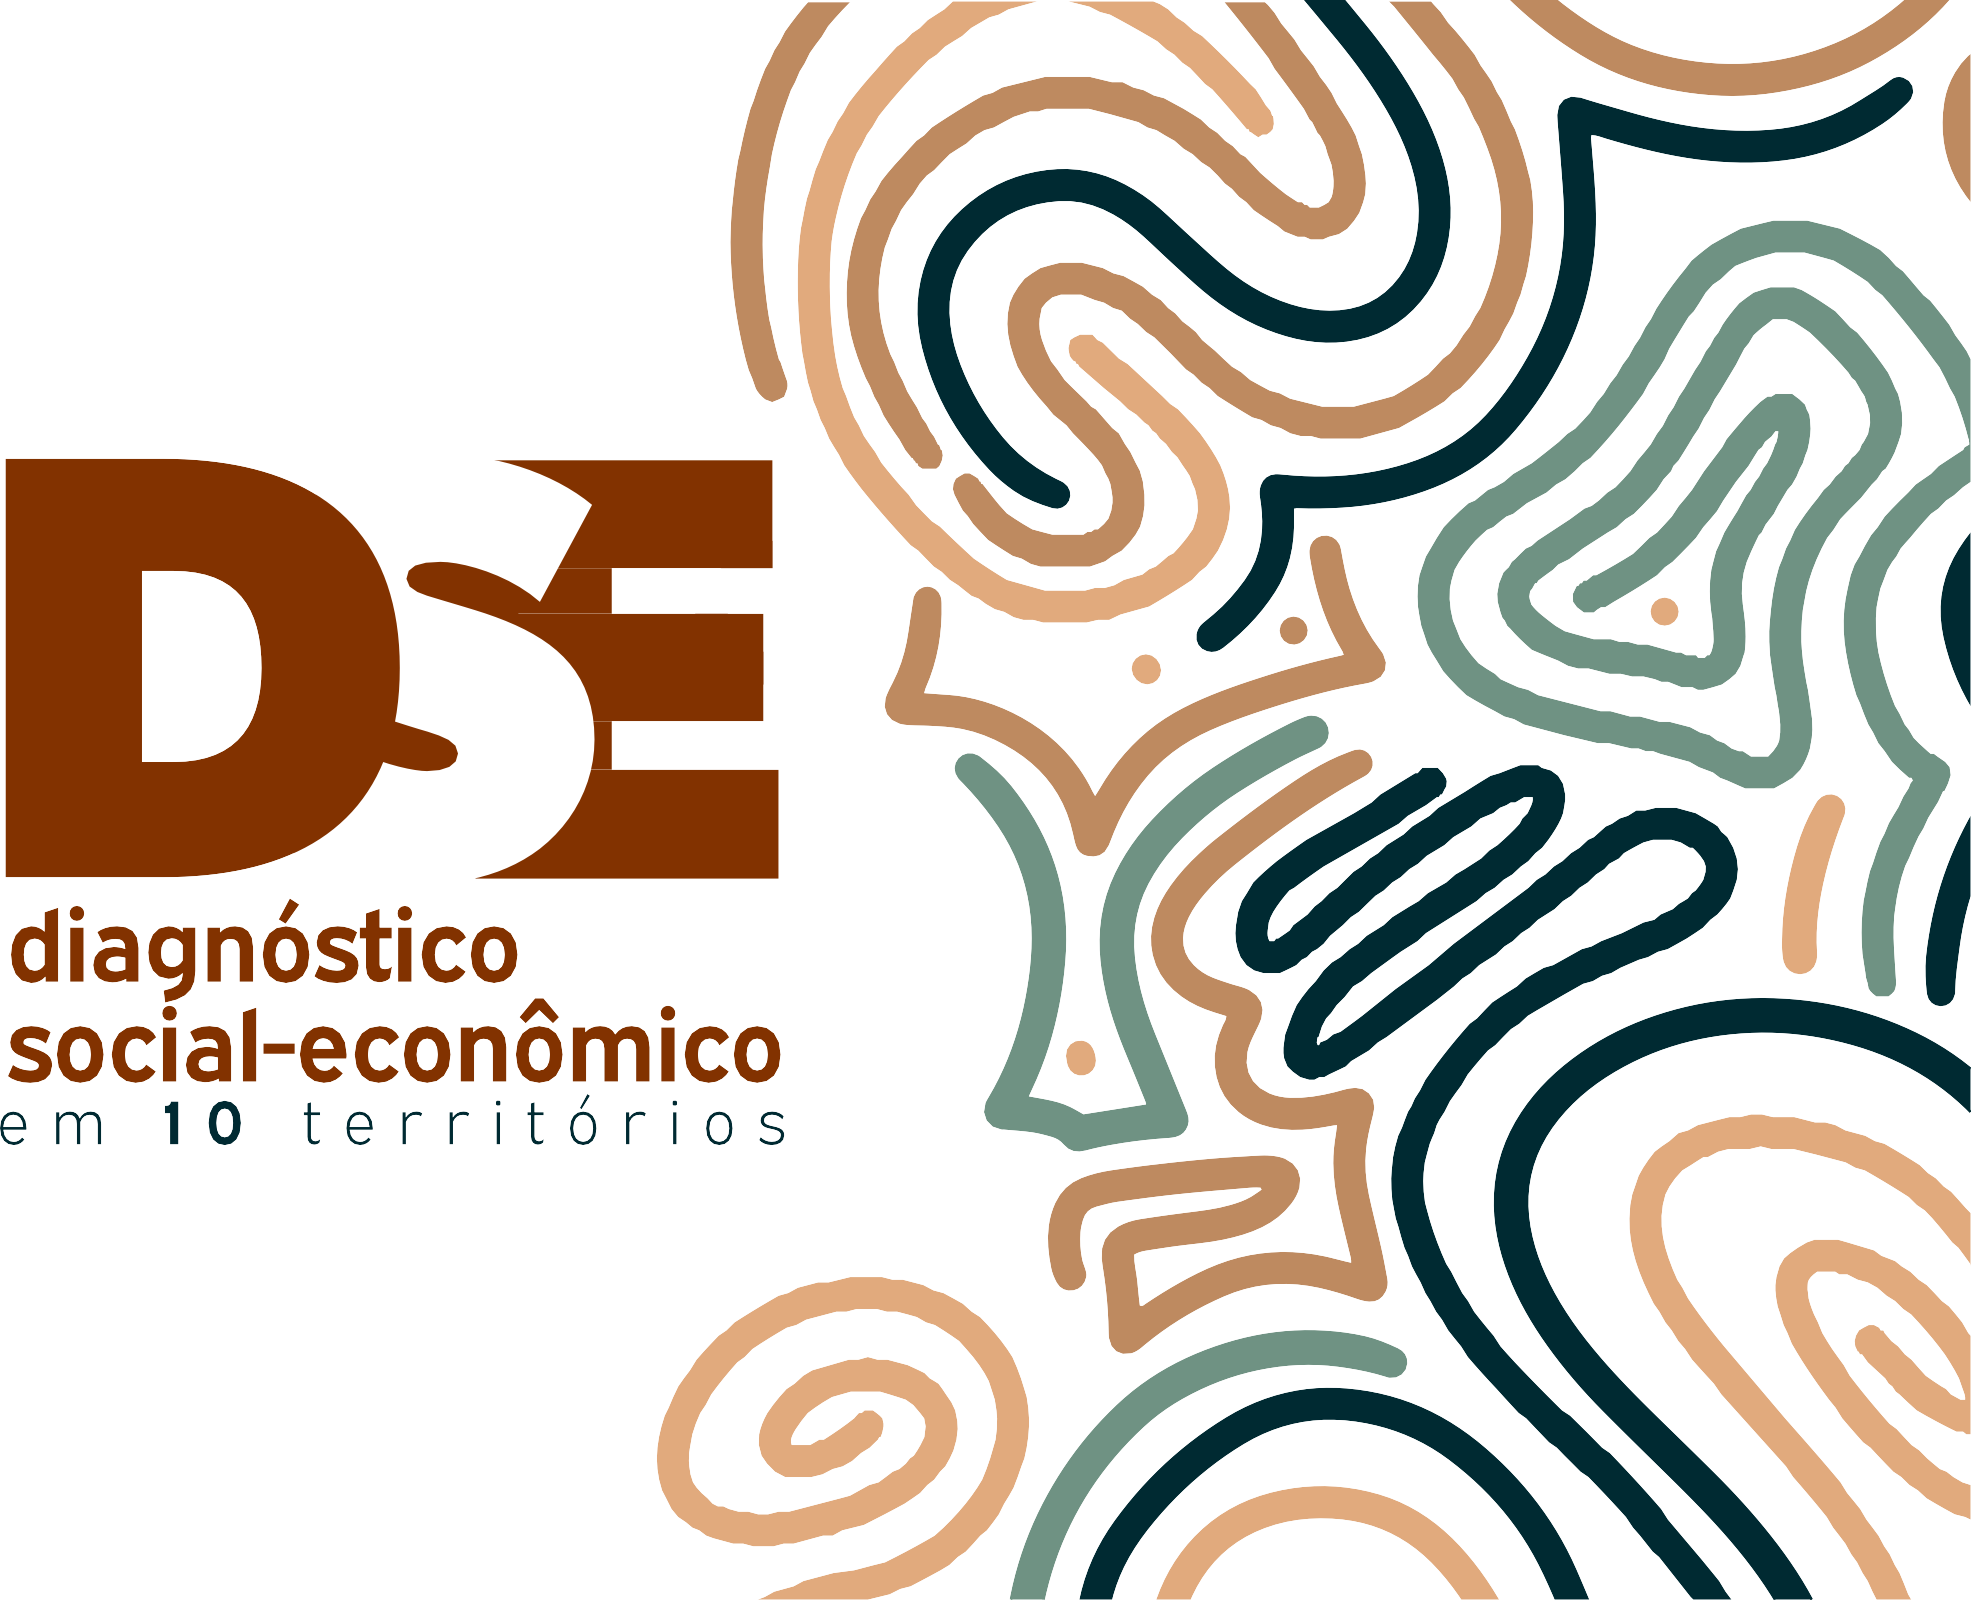 DSE
diagnóstico
social-econômico
em 10 territórios